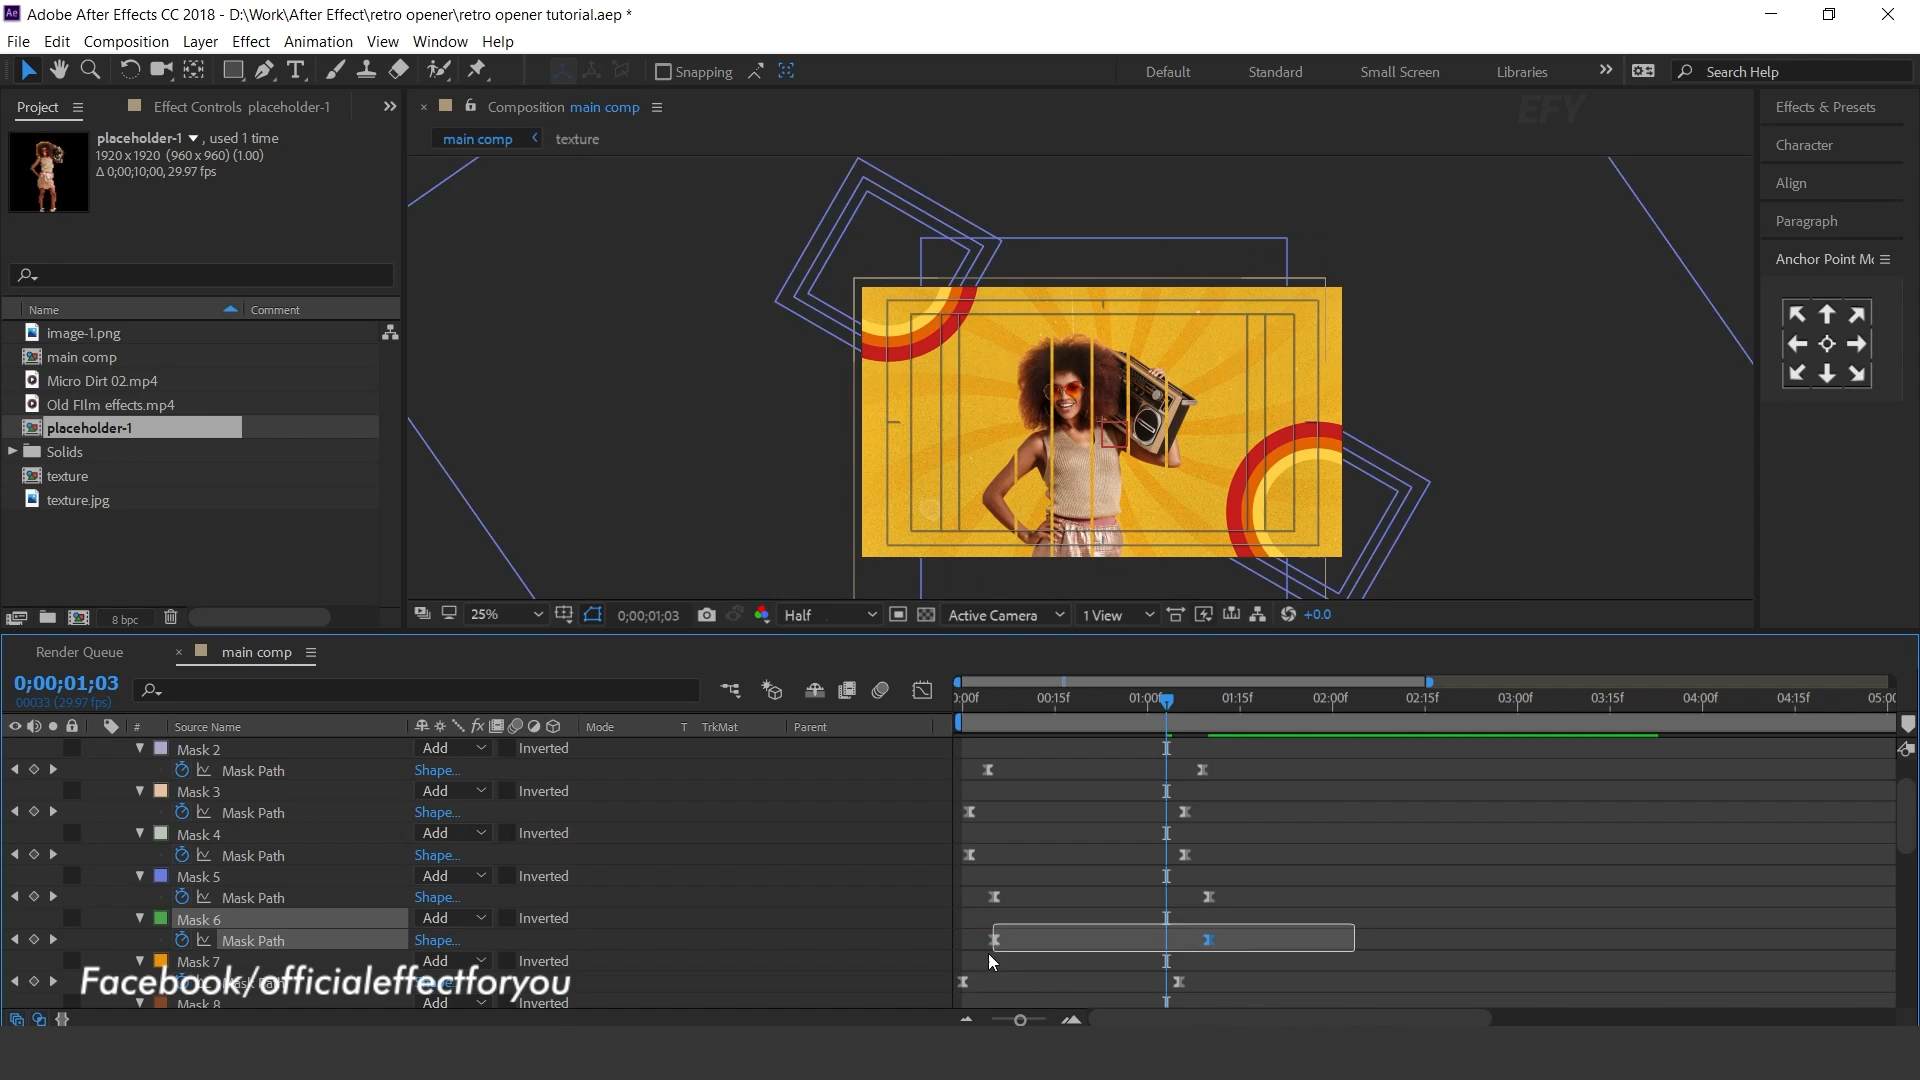 Adobe After Effects CC 2018 - D:\Work\After Effect\retro opener\retro opener tutorial.aep *
File Edit Composition Layer Effect Animation View Window Help
Snapping Default Standard Small Screen Libraries Search Help
Project Effect Controls placeholder-1 Composition main comp EFY Effects & Presets
placeholder-1 , used 1 time
1920 x 1920 (960 x 960) (1.00)
Δ 0;00;10;00, 29.97 fps
main comp texture
Character
Align
Paragraph
Anchor Point Mc
Name Comment
image-1.png
main comp
Micro Dirt 02.mp4
Old FIlm effects.mp4
placeholder-1
Solids
texture
texture.jpg
8 bpc 25% 0;00;01;03 Half Active Camera 1 View +0.0
Render Queue main comp
0;00;01;03
00033 (29.97 fps)
0:00f 00:15f 01:00f 01:15f 02:00f 02:15f 03:00f 03:15f 04:00f 04:15f 05:00
# Source Name fx Mode T TrkMat Parent
Mask 2 Add Inverted
Mask Path Shape...
Mask 3 Add Inverted
Mask Path Shape...
Mask 4 Add Inverted
Mask Path Shape...
Mask 5 Add Inverted
Mask Path Shape...
Mask 6 Add Inverted
Mask Path Shape...
Mask 7 Add Inverted
Facebook/officialeffectforyou
Mask 8 Add Inverted